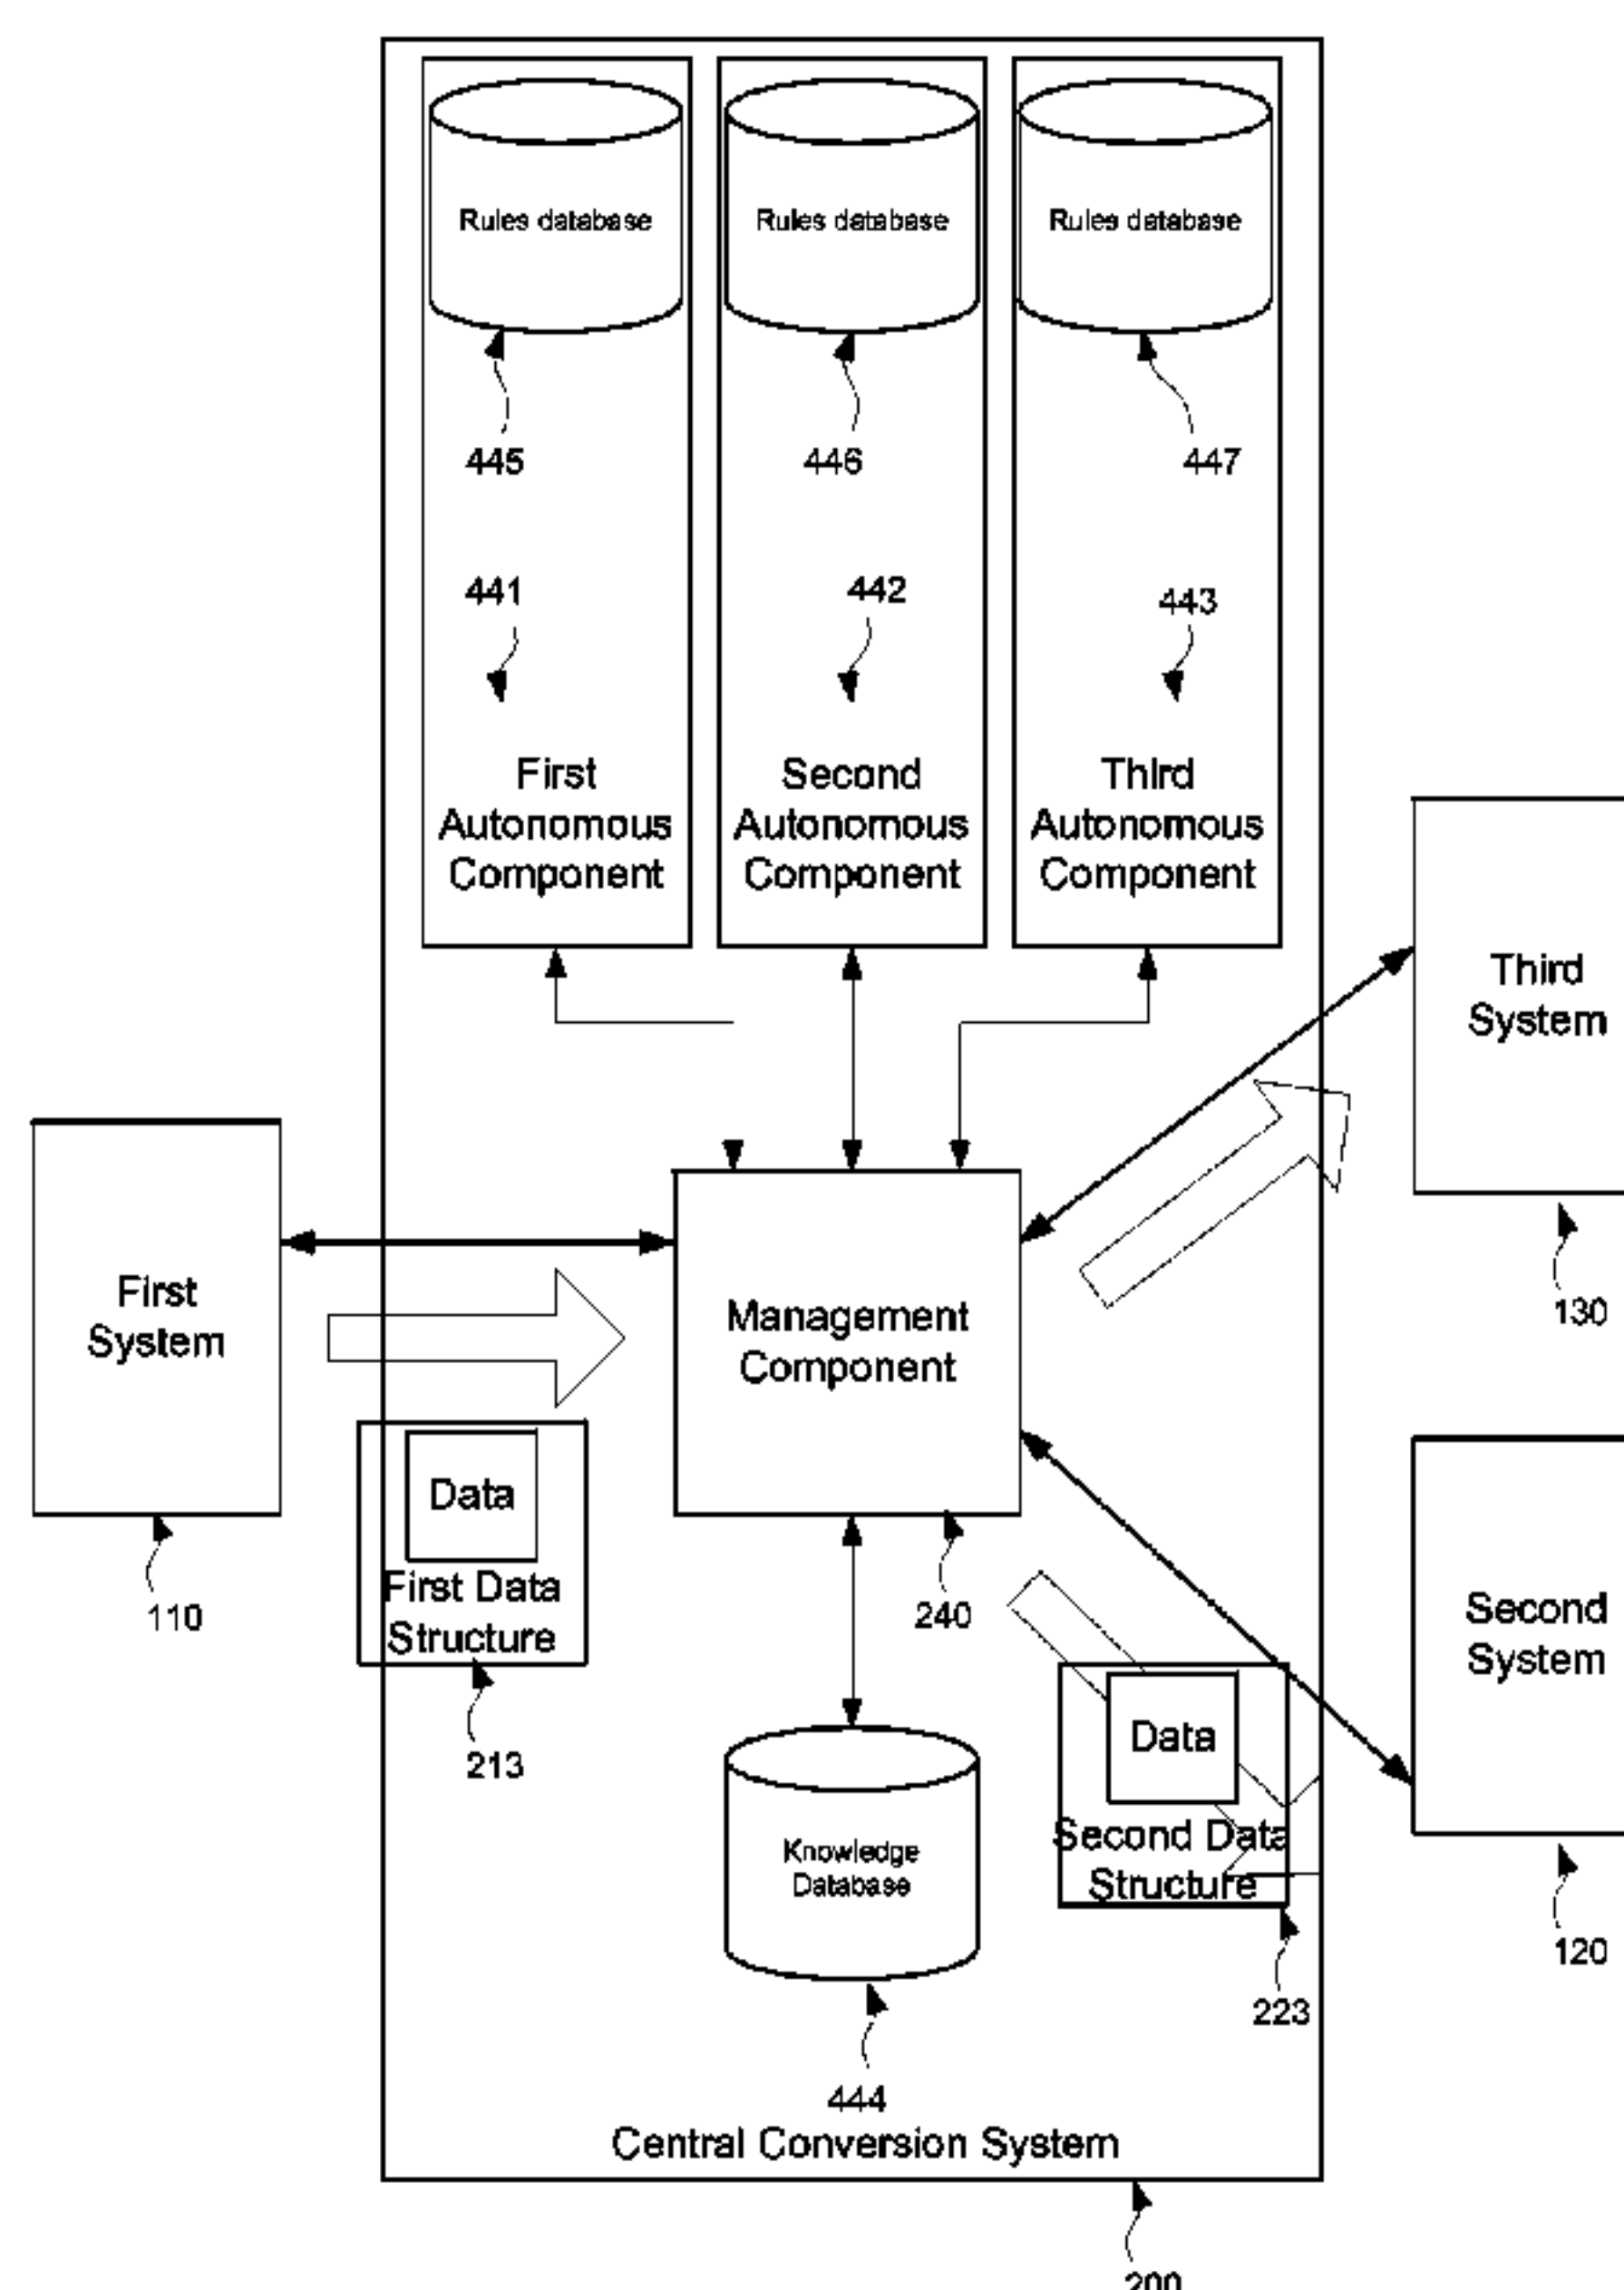 Rules database
Rules database
Rules database
445
446
447
441
442
443
First
Autonomous
Component
Second
Autonomous
Component
Third
Autonomous
Component
Third
System
130
First
System
110
Management
Component
240
Data
First Data
Structure
213
Second
System
120
Data
Second Data
Structure
223
Knowledge
Database
444
Central Conversion System
200